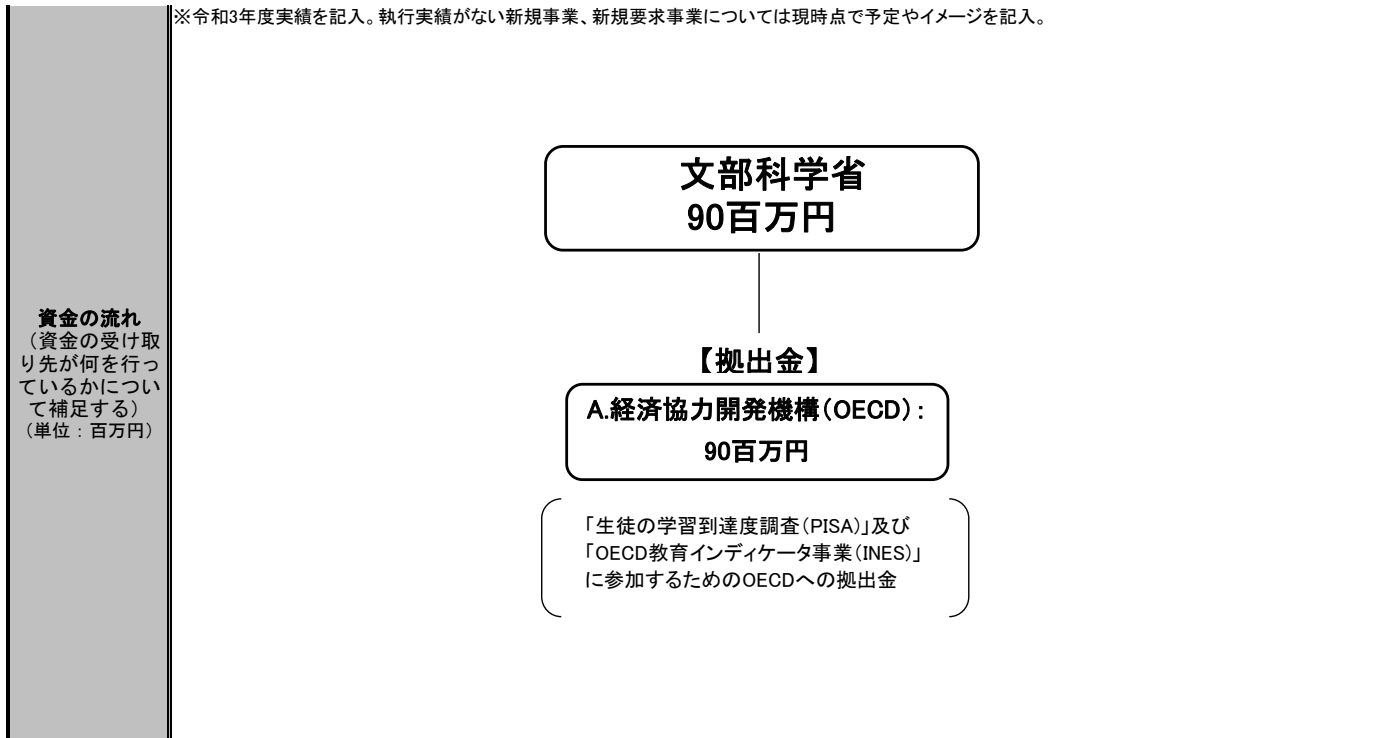 ※令和3年度実績を記入。執行実績がない新規事業、新規要求事業については現時点で予定やイメージを記入。
資金の流れ
（資金の受け取
り先が何を行っ
ているかについ
て補足する）
（単位：百万円）
文部科学省
90百万円
【拠出金】
A.経済協力開発機構（OECD）：
90百万円
「生徒の学習到達度調査（PISA）」及び
「OECD教育インディケータ事業（INES）」
に参加するためのOECDへの拠出金